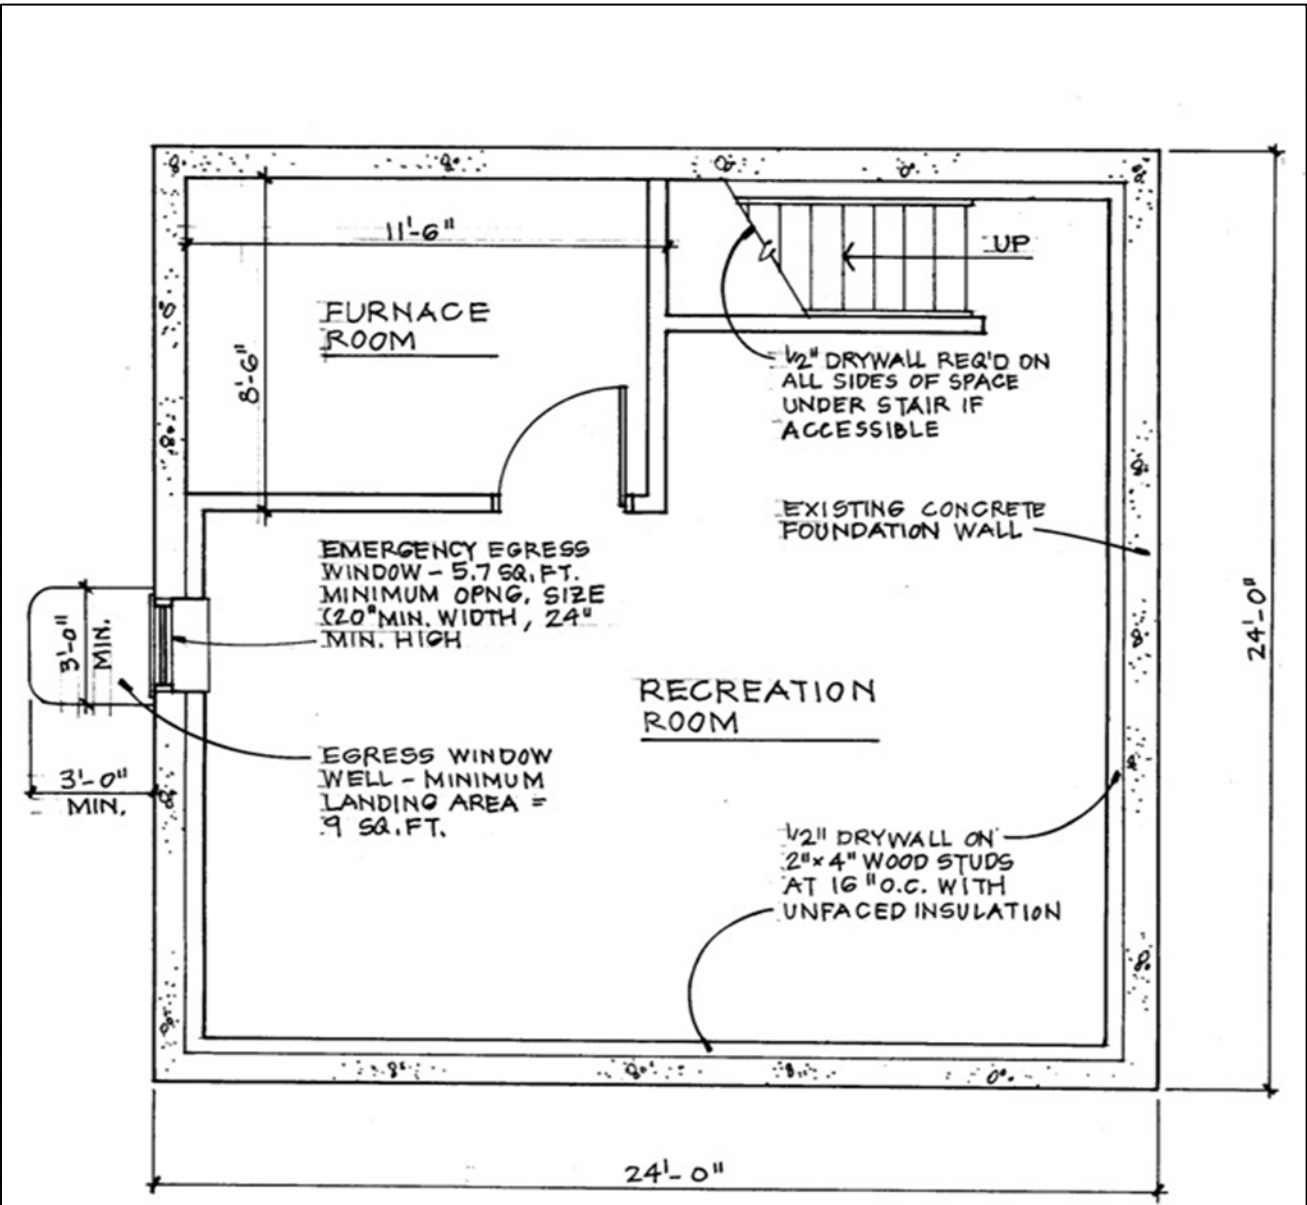 11'-6"
UP
FURNACE
ROOM
8'-6"
1/2" DRYWALL REQ'D ON
ALL SIDES OF SPACE
UNDER STAIR IF
ACCESSIBLE
EXISTING CONCRETE
FOUNDATION WALL
EMERGENCY EGRESS
WINDOW - 5.7 SQ. FT.
MINIMUM OPNG. SIZE
(20" MIN. WIDTH, 24"
MIN. HIGH
3'-0"
MIN.
24'-0"
RECREATION
ROOM
EGRESS WINDOW
WELL - MINIMUM
LANDING AREA =
9 SQ. FT.
3'-0"
MIN.
1/2" DRYWALL ON
2"x4" WOOD STUDS
AT 16" O.C. WITH
UNFACED INSULATION
24'-0"